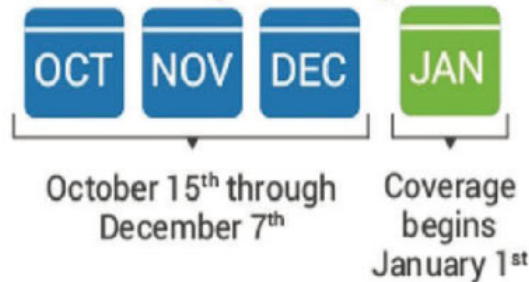 OCT NOV DEC JAN
October 15th through
December 7th
Coverage
begins
January 1st